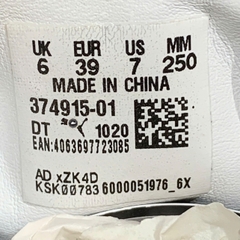 UK EUR US MM
6 39 7 250
MADE IN CHINA
374915-01
DT 1020
EAN:4063697723085
AD xZK4D
KSK00783 6000051976_6X